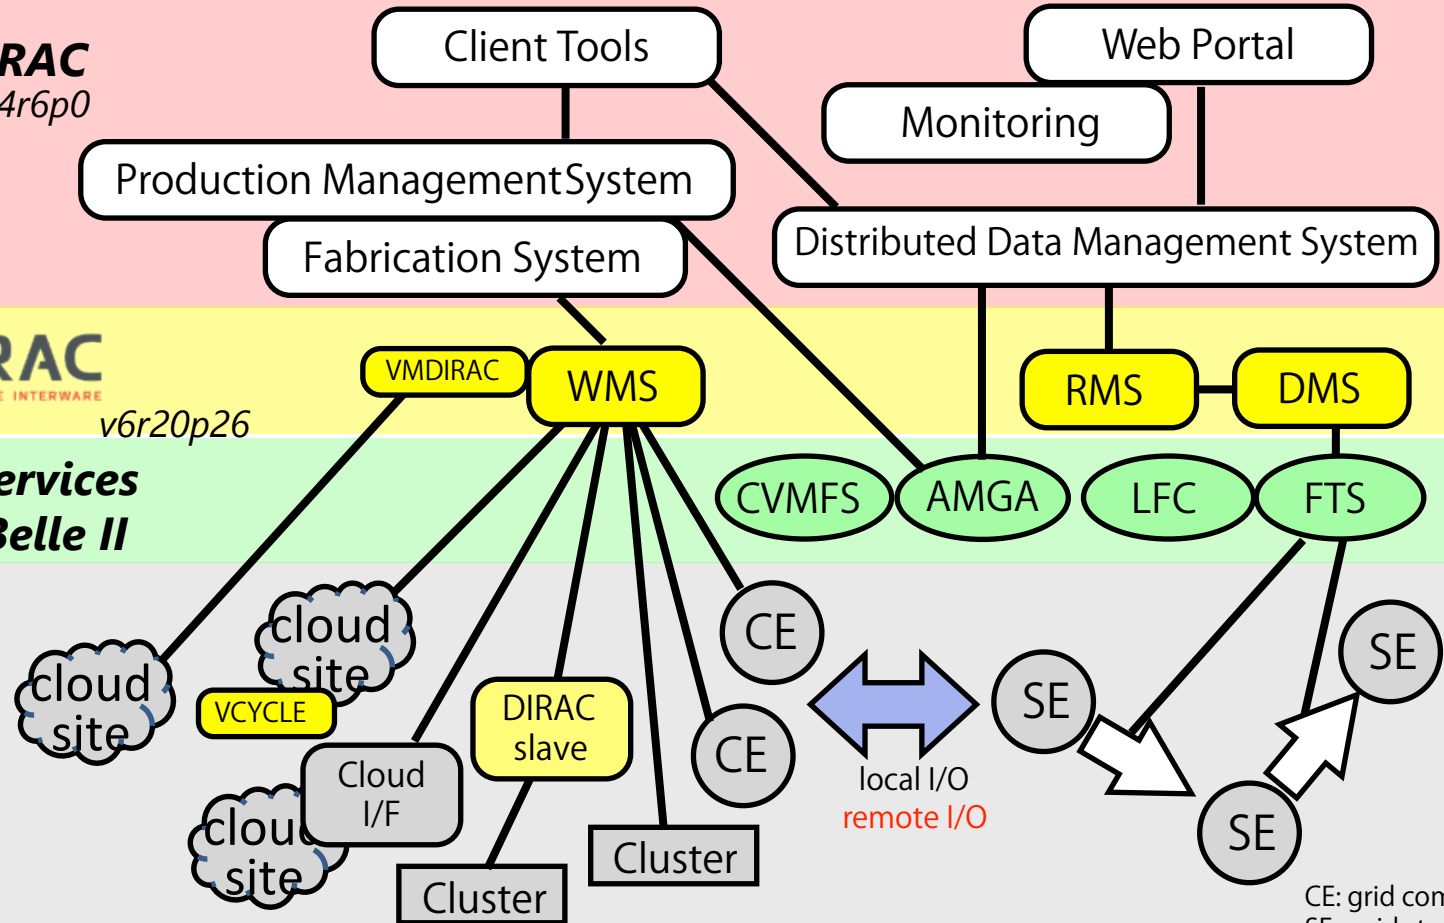 Client Tools
Web Portal
RAC
4r6p0
Monitoring
Production Management System
Distributed Data Management System
Fabrication System
RAC
E INTERWARE
v6r20p26
VMDIRAC
WMS
RMS
DMS
ervices
Belle II
CVMFS
AMGA
LFC
FTS
cloud
site
cloud
site
VCYCLE
CE
CE
SE
SE
SE
DIRAC
slave
Cloud
I/F
cloud
site
local I/O
remote I/O
Cluster
Cluster
CE: grid com